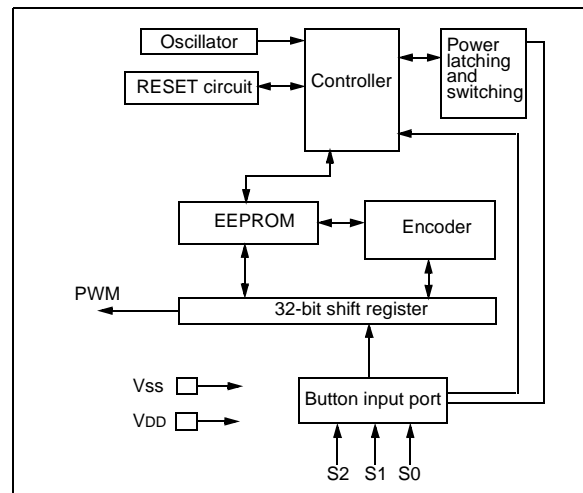 Oscillator
RESET circuit
Controller
Power
latching
and
switching
EEPROM
Encoder
PWM
32-bit shift register
VSS
VDD
Button input port
S2 S1 S0